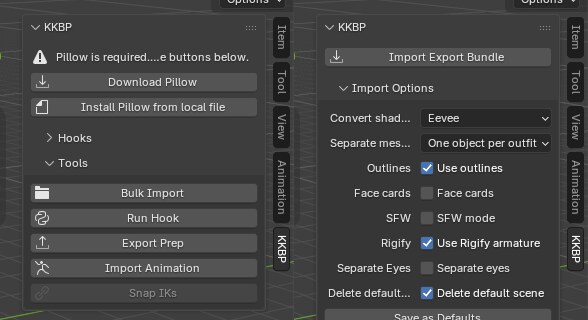 Options
KKBP
Pillow is required....e buttons below.
Download Pillow
Install Pillow from local file
Hooks
Tools
Bulk Import
Run Hook
Export Prep
Import Animation
Snap IKs
Item
Tool
View
Animation
KKBP
Options
KKBP
Import Export Bundle
Import Options
Convert shad... Eevee
Separate mes... One object per outfit
Outlines Use outlines
Face cards Face cards
SFW SFW mode
Rigify Use Rigify armature
Separate Eyes Separate eyes
Delete default... Delete default scene
Save as Defaults
Item
Tool
View
Animation
KKBP